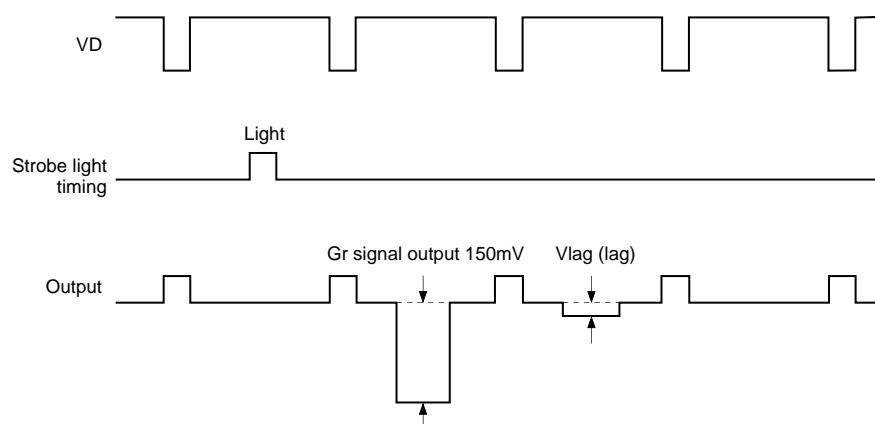 VD
Light
Strobe light
timing
Gr signal output 150mV
Vlag (lag)
Output